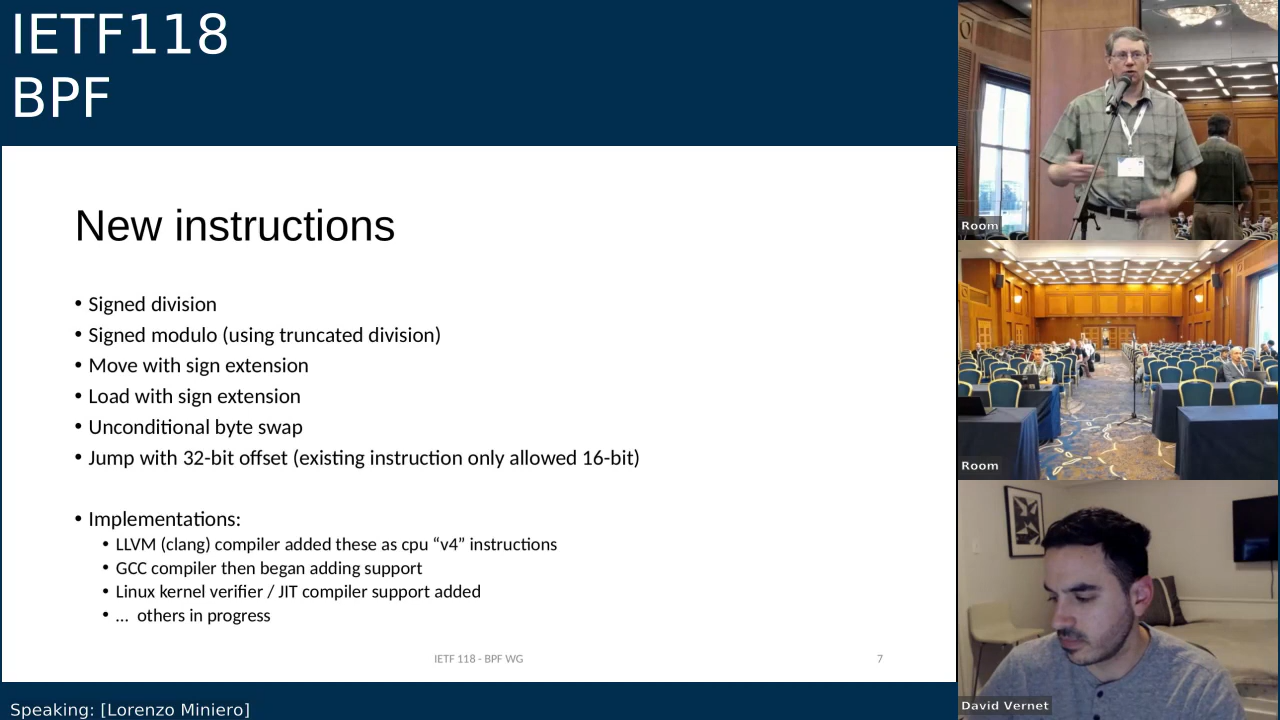 IETF118
BPF
New instructions
• Signed division
• Signed modulo (using truncated division)
• Move with sign extension
• Load with sign extension
• Unconditional byte swap
• Jump with 32-bit offset (existing instruction only allowed 16-bit)
• Implementations:
• LLVM (clang) compiler added these as cpu “v4” instructions
• GCC compiler then began adding support
• Linux kernel verifier / JIT compiler support added
• … others in progress
IETF 118 - BPF WG
7
Speaking: [Lorenzo Miniero]
Room
Room
David Vernet